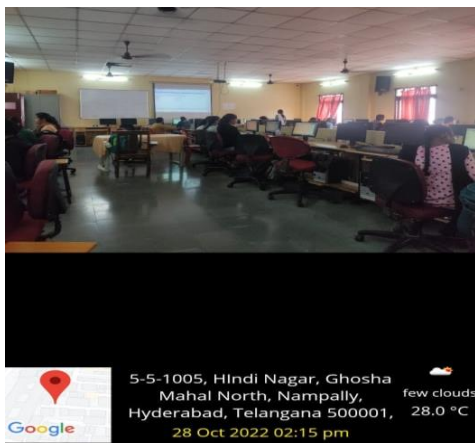 5-5-1005, HIndi Nagar, Ghosha
Mahal North, Nampally,
Hyderabad, Telangana 500001,
28 Oct 2022 02:15 pm
few clouds
28.0 °C
Google